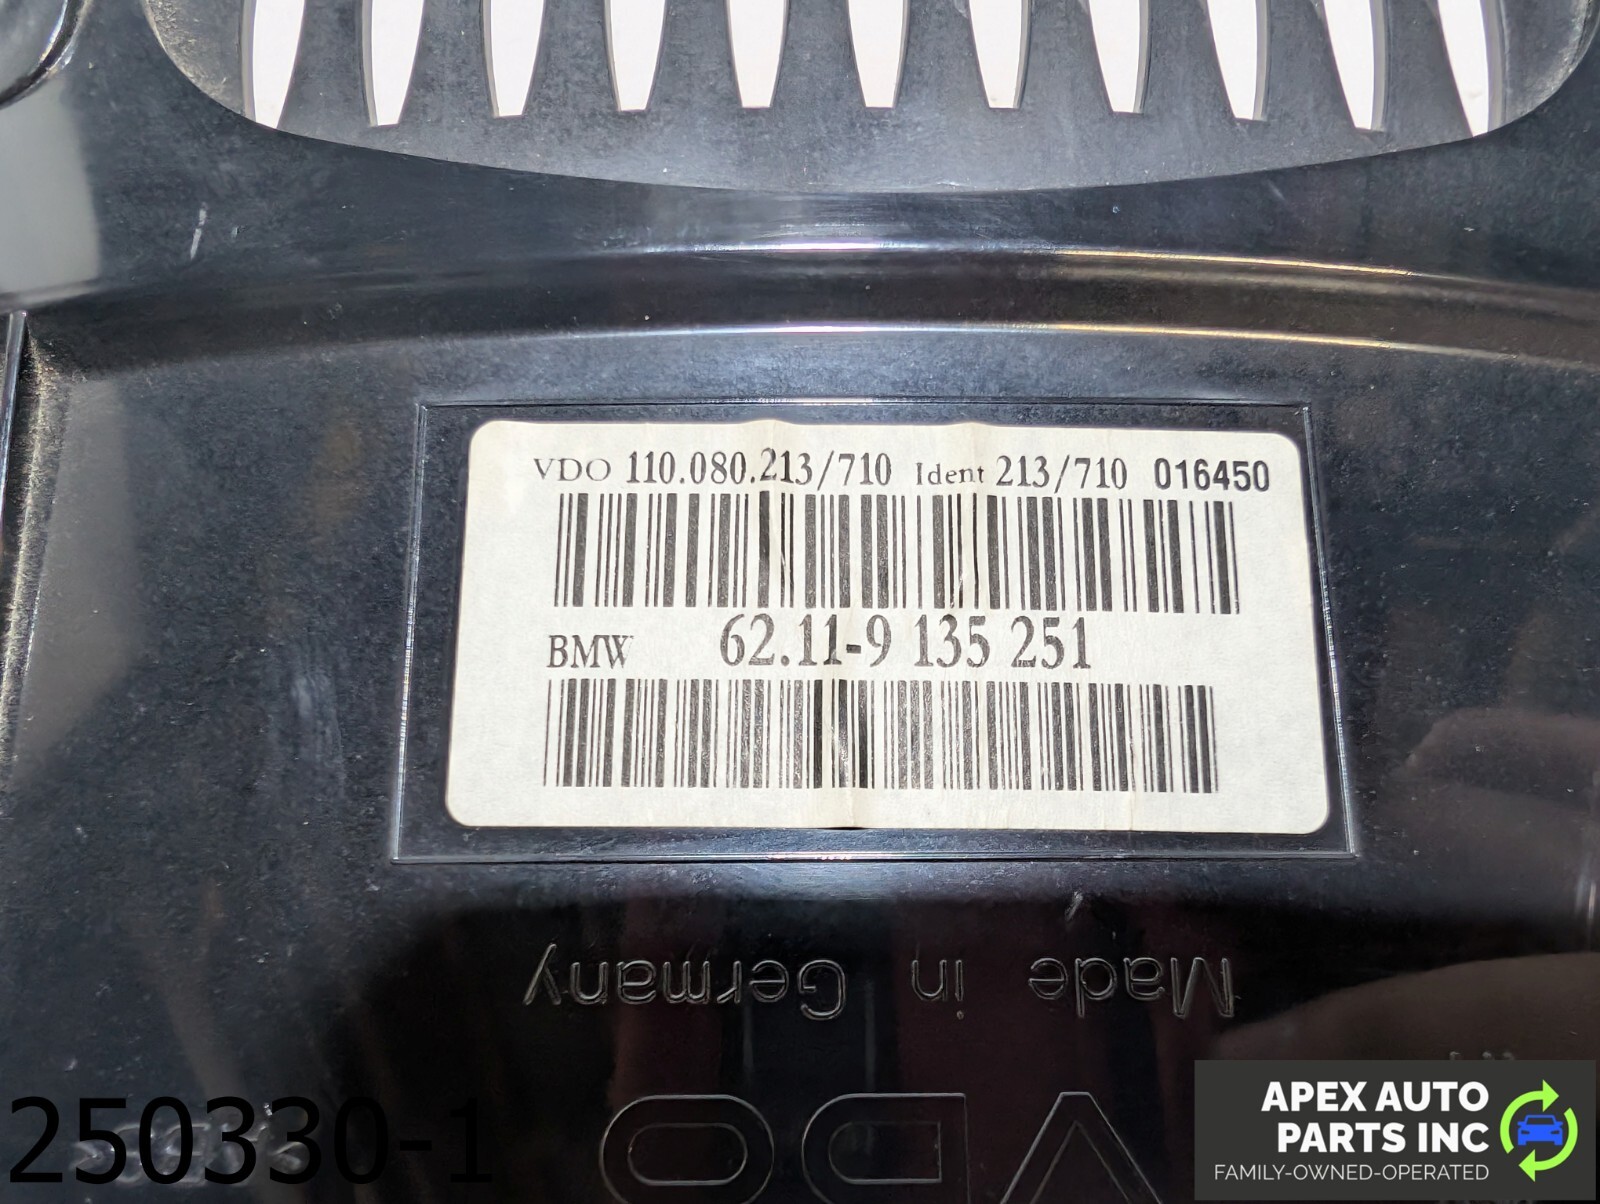 VDO 110.080.213/710 Ident 213/710 016450
BMW 62.11-9 135 251
Made in Germany
VDO
250330-1
APEX AUTO
PARTS INC
FAMILY-OWNED-OPERATED